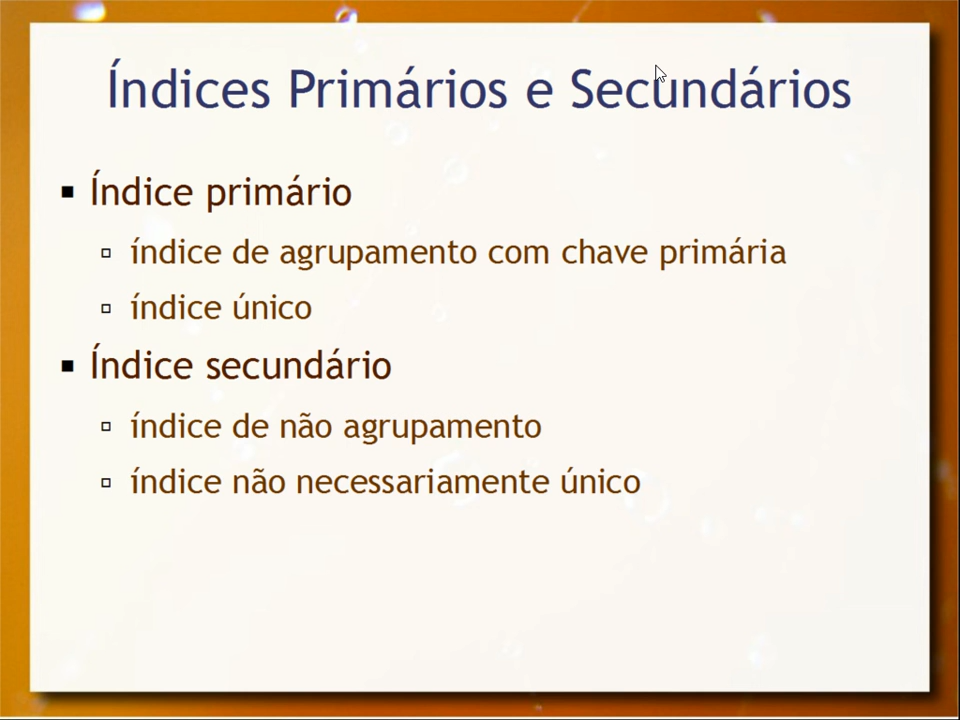 Índices Primários e Secundários
Índice primário
índice de agrupamento com chave primária
índice único
Índice secundário
índice de não agrupamento
índice não necessariamente único